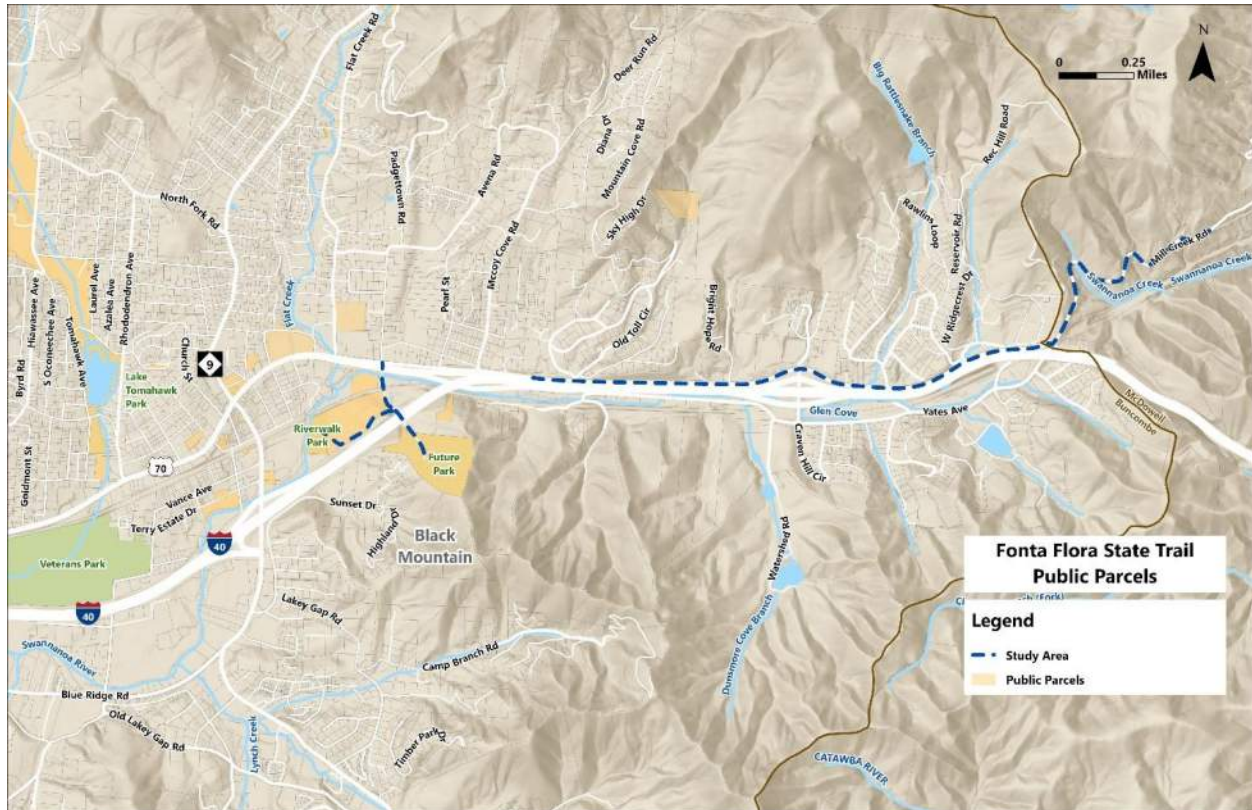 N
0 0.25
Miles
Flat Creek Rd
Deer Run Rd
Big Rattlesnake Branch
Diana Dr
Mountain Cove Rd
Padgettown Rd
Avena Rd
Rec Hill Road
North Fork Rd
Sky High Dr
Rawlins Loop
Mccoy Cove Rd
Reservoir Rd
Mill Creek Rd
Swannanoa Creek
Swannanoa Creek
Hiawassee Ave
Laurel Ave
Azalea Ave
Rhododendron Ave
Flat Creek
Pearl St
Bright Hope Rd
W Ridgecrest Dr
Old Toll Cir
Byrd Rd
S Oconeechee Ave
Tomahawk Ave
Church St
9
Lake
Tomahawk
Park
McDowell
Buncombe
Glen Cove
Yates Ave
Riverwalk
Park
Craven Hill Cir
Goldmont St
70
Future
Park
Vance Ave
Terry Estate Dr
Sunset Dr
Highland Dr
Black
Mountain
40
Watershed Rd
Veterans Park
Fonta Flora State Trail
Public Parcels
40
Lakey Gap Rd
(Fork)
Legend
Swannanoa River
Camp Branch Rd
Dunsmore Cove Branch
Study Area
Public Parcels
Blue Ridge Rd
Old Lakey Gap Rd
Lynch Creek
Timber Park Dr
CATAWBA RIVER